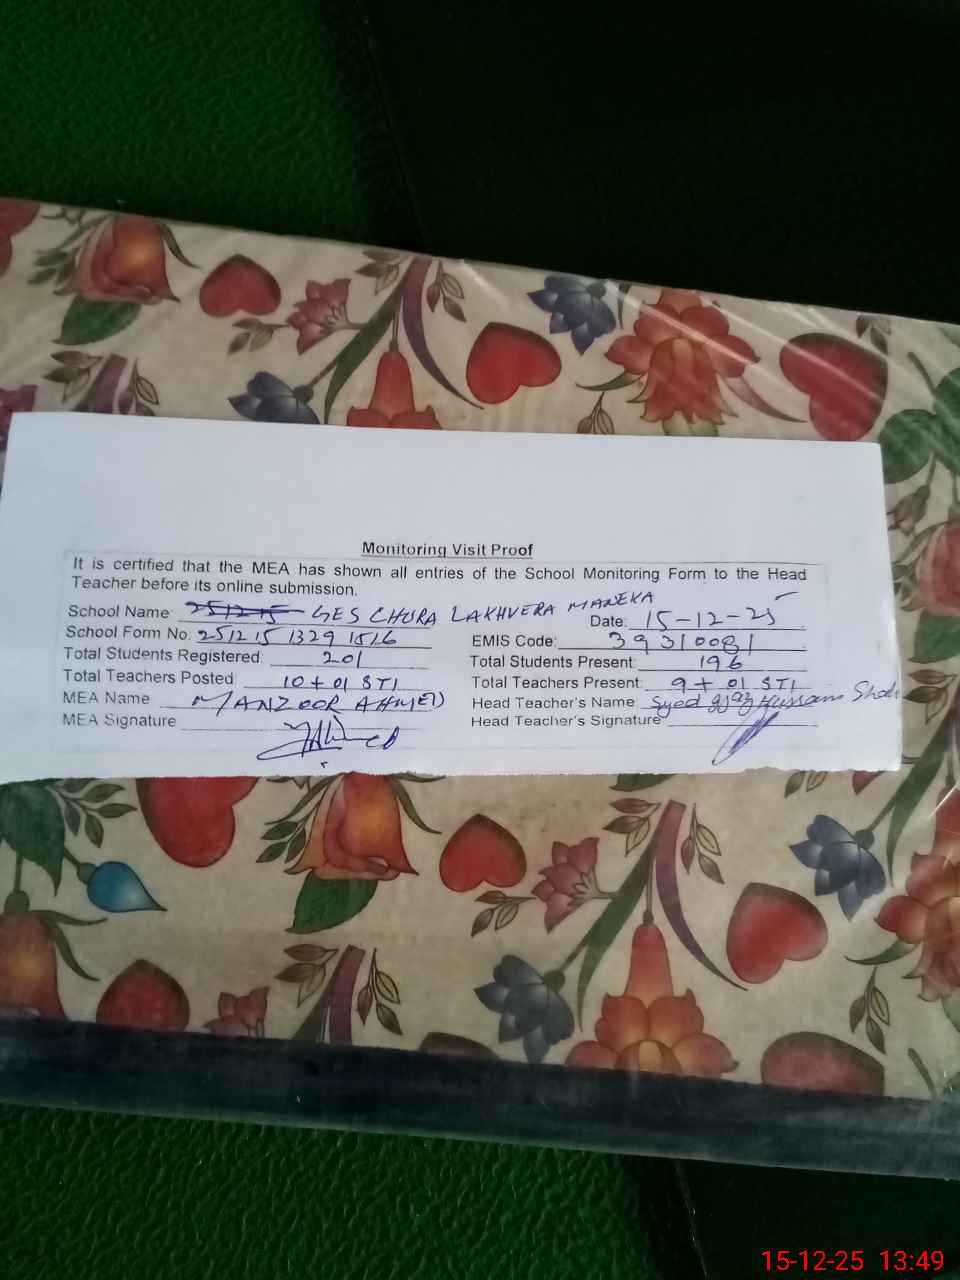 Monitoring Visit Proof
It is certified that the MEA has shown all entries of the School Monitoring Form to the Head
Teacher before its online submission.
School Name 251215 GES CHURA LAKHVERA MANEKA Date: 15-12-25
School Form No: 251215 1329 1516 EMIS Code: 39310081
Total Students Registered: 201 Total Students Present: 196
Total Teachers Posted: 10 + 01 STI Total Teachers Present: 9 + 01 STI
MEA Name MANZOOR AHMED Head Teacher's Name Syed Hussain Shah
MEA Signature Head Teacher's Signature
15-12-25 13:49